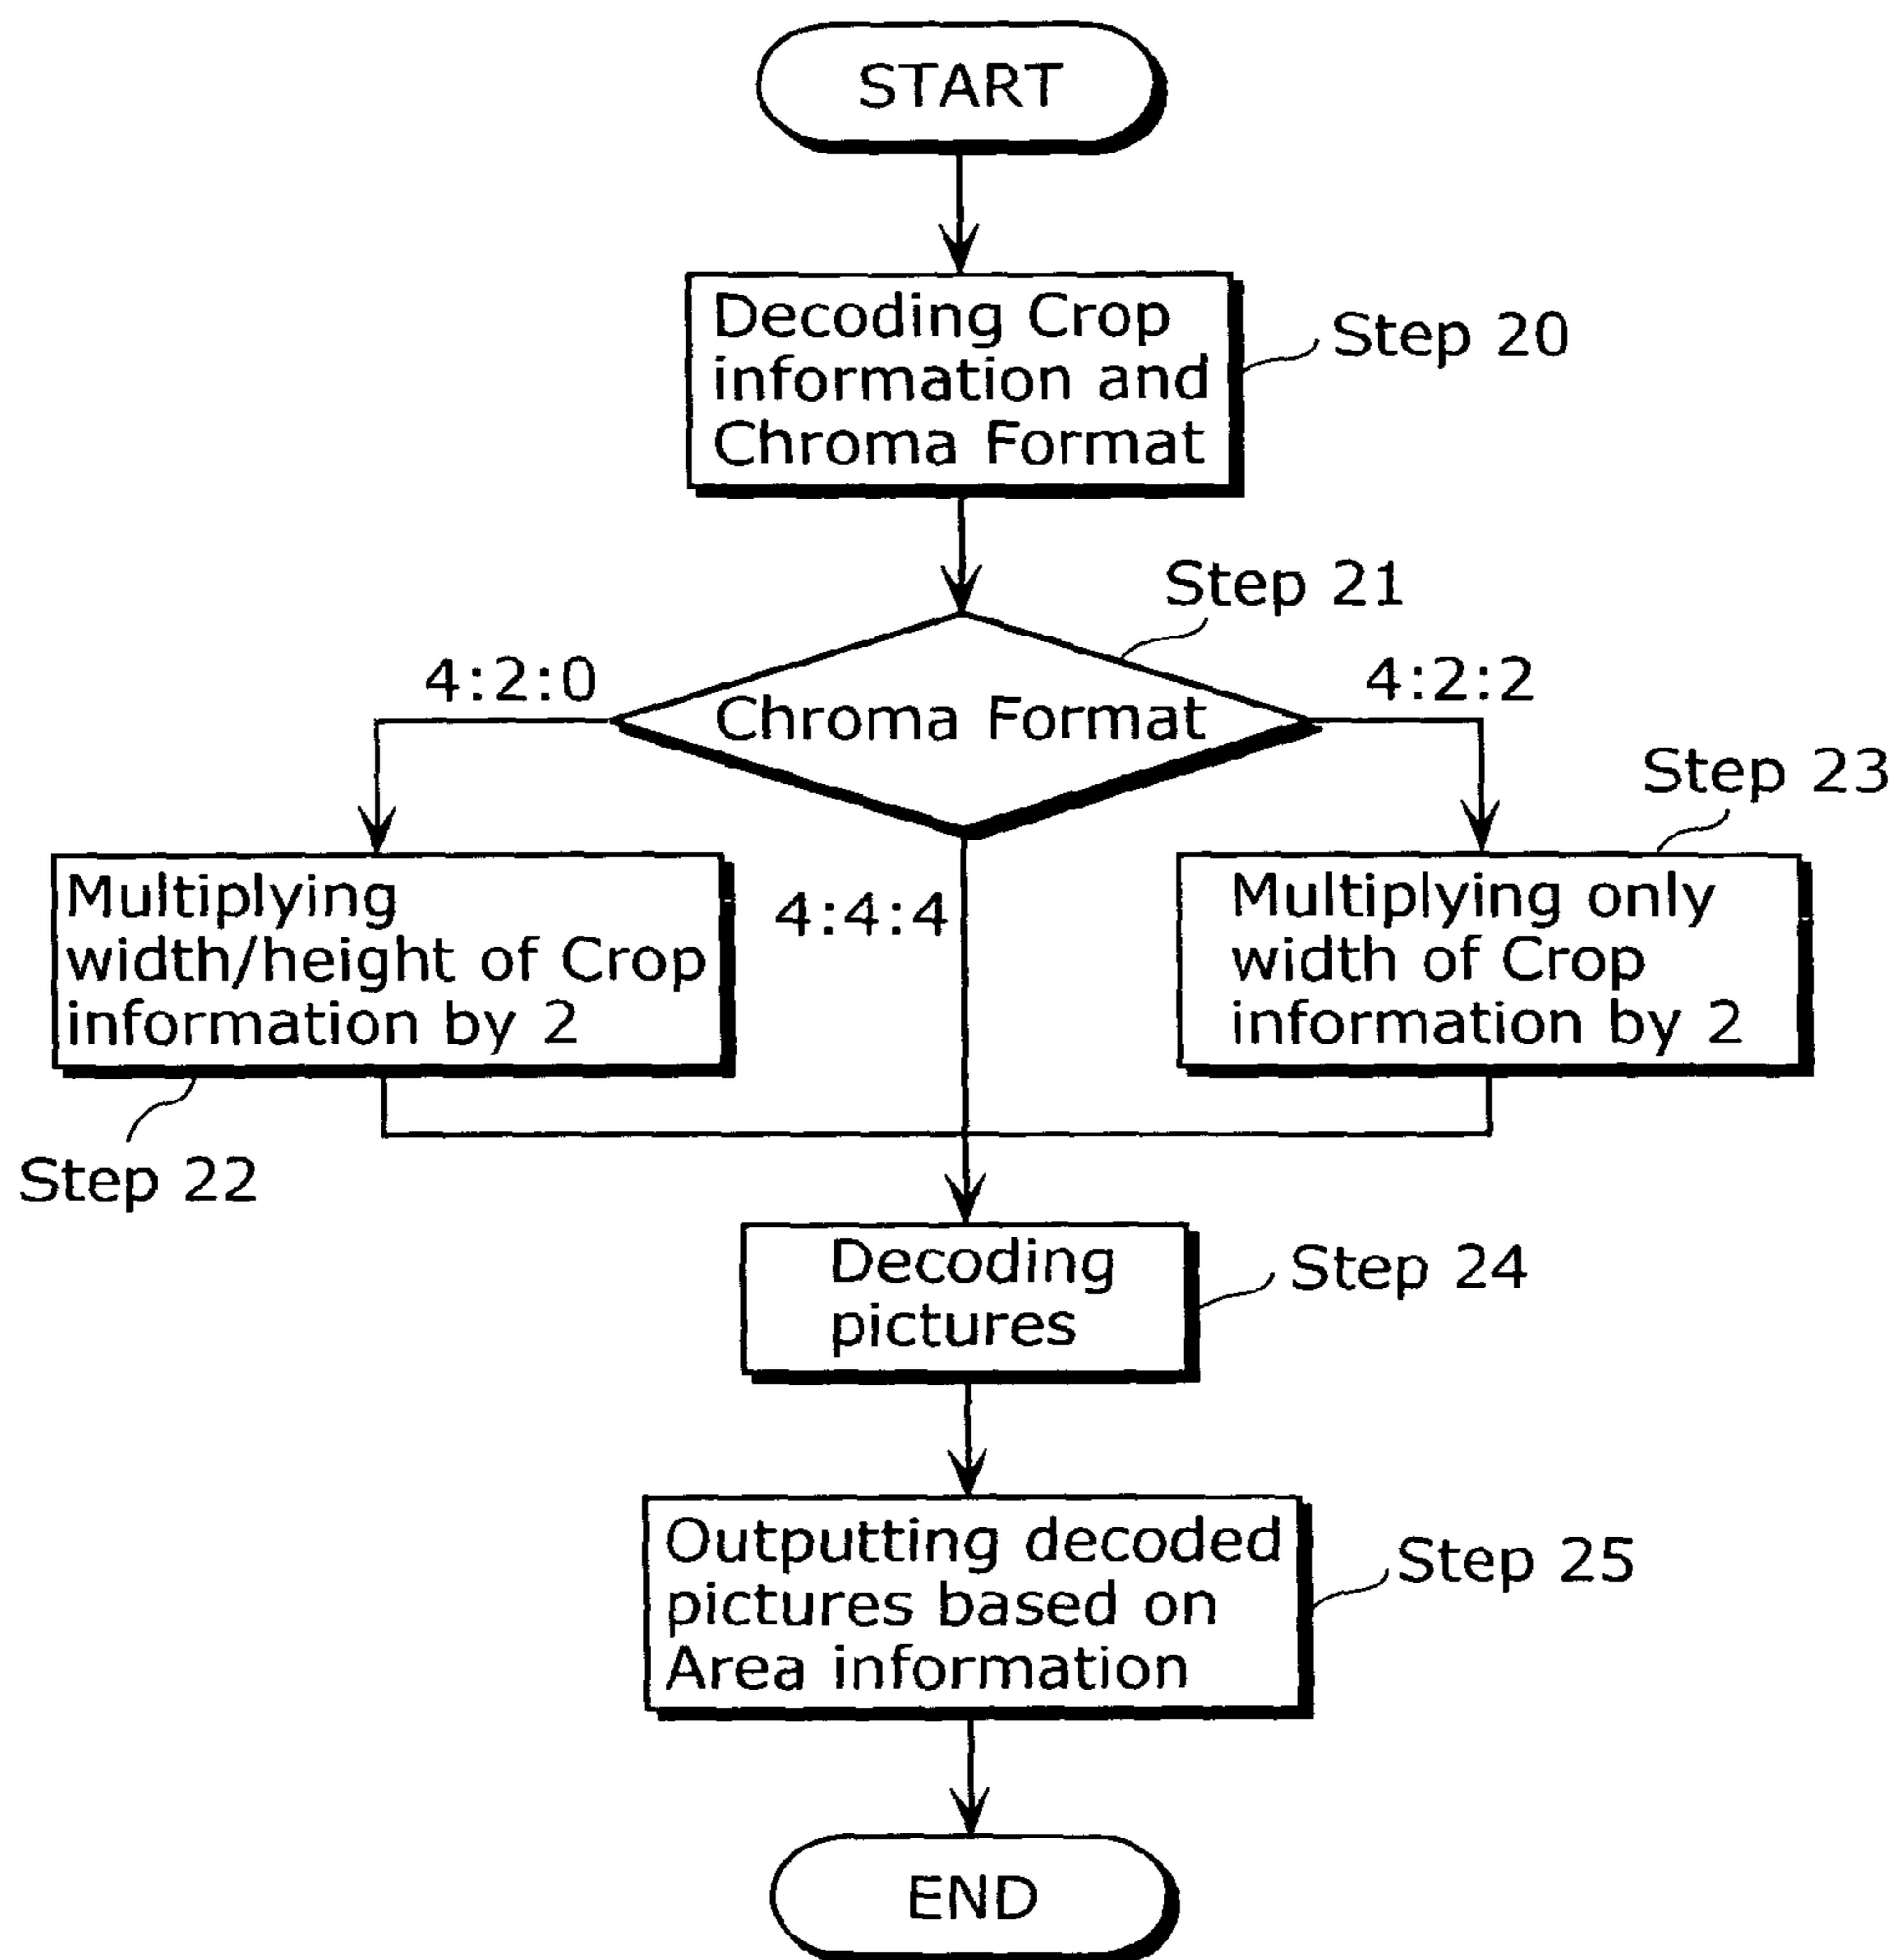 START
Decoding Crop
information and
Chroma Format
Step 20
Step 21
4:2:0
Chroma Format
4:2:2
Step 23
Multiplying
width/height of Crop
information by 2
4:4:4
Multiplying only
width of Crop
information by 2
Step 22
Decoding
pictures
Step 24
Outputting decoded
pictures based on
Area information
Step 25
END